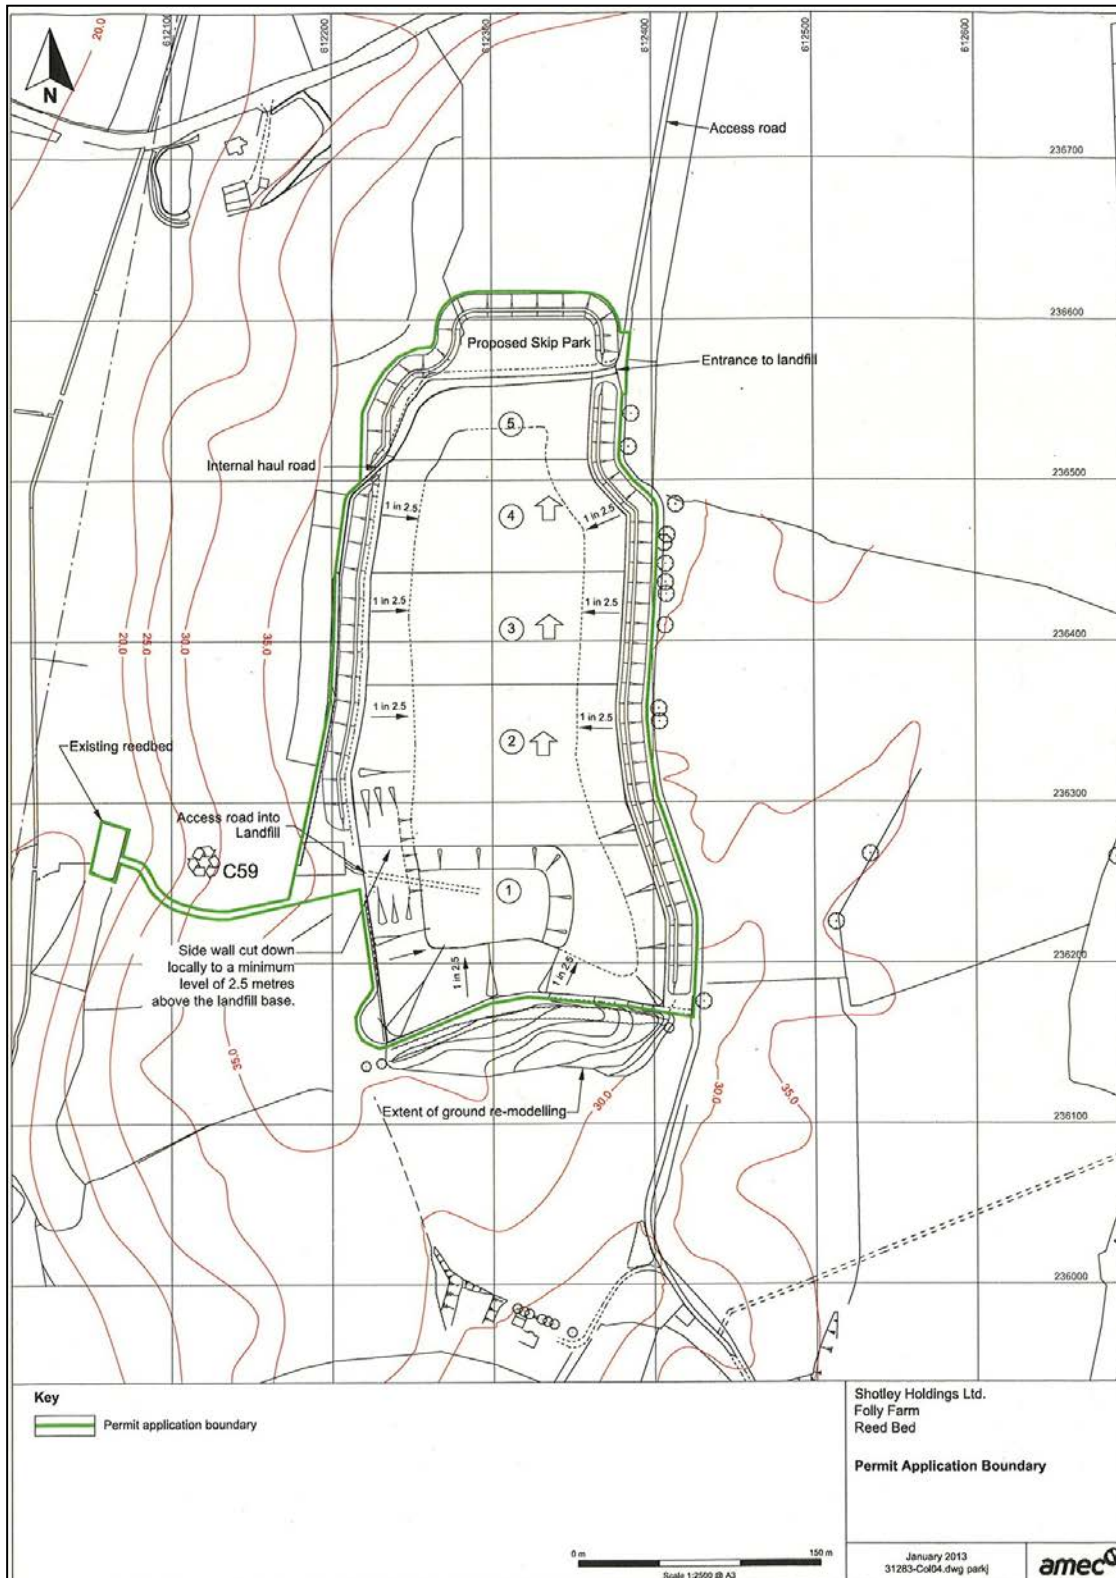 20.0
612100
612200
612300
612400
612500
612600
N
Access road
236700
236600
Proposed Skip Park
Entrance to landfill
5
Internal haul road
236500
1 in 2.5
4
1 in 2.5
1 in 2.5
3
1 in 2.5
236400
20.0
25.0
30.0
35.0
1 in 2.5
1 in 2.5
2
Existing reedbed
236300
Access road into
Landfill
C59
1
Side wall cut down
locally to a minimum
level of 2.5 metres
above the landfill base.
1 in 2.5
1 in 2.5
236200
35.0
Extent of ground re-modelling
30.0
30.0
35.0
236100
236000
Key
Permit application boundary
Shotley Holdings Ltd.
Folly Farm
Reed Bed
Permit Application Boundary
0 m
150 m
Scale 1:2500 @ A3
January 2013
31283-Col04.dwg parkj
amec